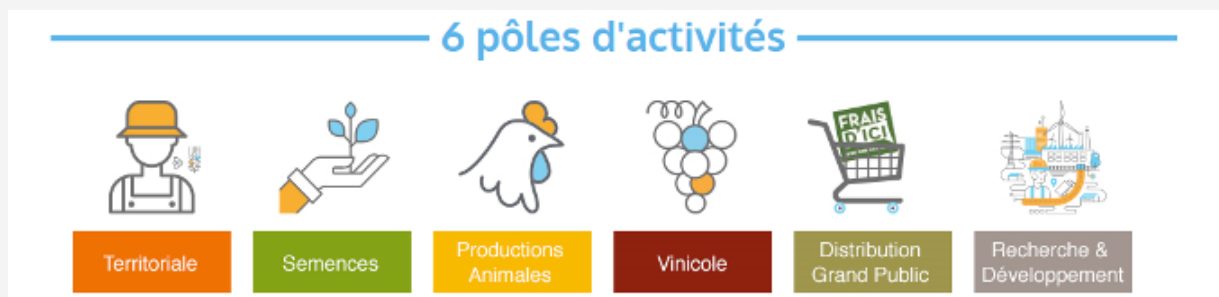 6 pôles d'activités
FRAIS
D'ICI
Territoriale
Semences
Productions
Animales
Vinicole
Distribution
Grand Public
Recherche &
Développement